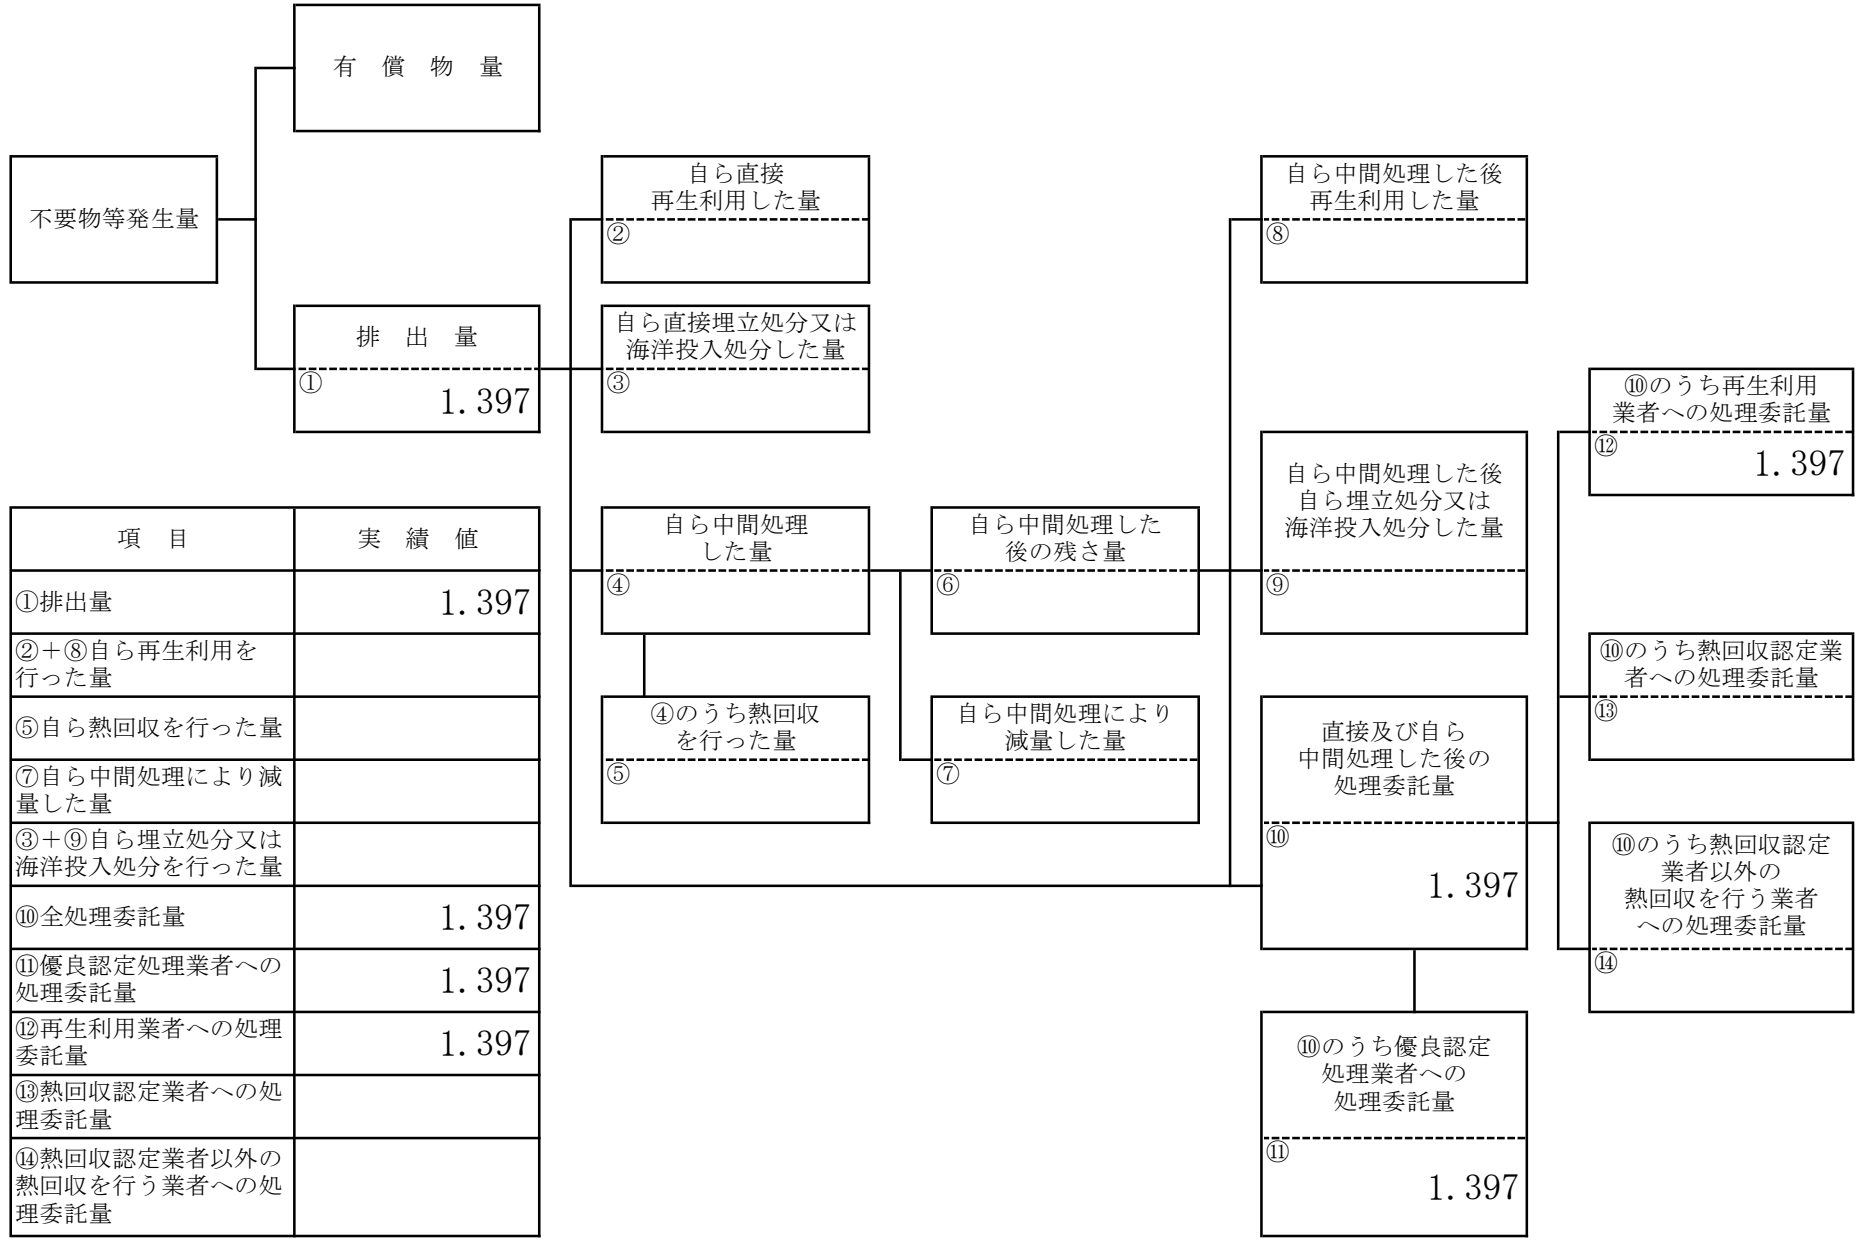 有　償　物　量
不要物等発生量
排　出　量
①
1.397
自ら直接
再生利用した量
②
自ら直接埋立処分又は
海洋投入処分した量
③
自ら中間処理
した量
④
④のうち熱回収
を行った量
⑤
自ら中間処理した
後の残さ量
⑥
自ら中間処理により
減量した量
⑦
自ら中間処理した後
再生利用した量
⑧
自ら中間処理した後
自ら埋立処分又は
海洋投入処分した量
⑨
直接及び自ら
中間処理した後の
処理委託量
⑩
1.397
⑩のうち優良認定
処理業者への
処理委託量
⑪
1.397
⑩のうち再生利用
業者への処理委託量
⑫
1.397
⑩のうち熱回収認定業
者への処理委託量
⑬
⑩のうち熱回収認定
業者以外の
熱回収を行う業者
への処理委託量
⑭
項　目　実　績　値
①排出量　1.397
②＋⑧自ら再生利用を
行った量
⑤自ら熱回収を行った量
⑦自ら中間処理により減
量した量
③＋⑨自ら埋立処分又は
海洋投入処分を行った量
⑩全処理委託量　1.397
⑪優良認定処理業者への
処理委託量　1.397
⑫再生利用業者への処理
委託量　1.397
⑬熱回収認定業者への処
理委託量
⑭熱回収認定業者以外の
熱回収を行う業者への処
理委託量